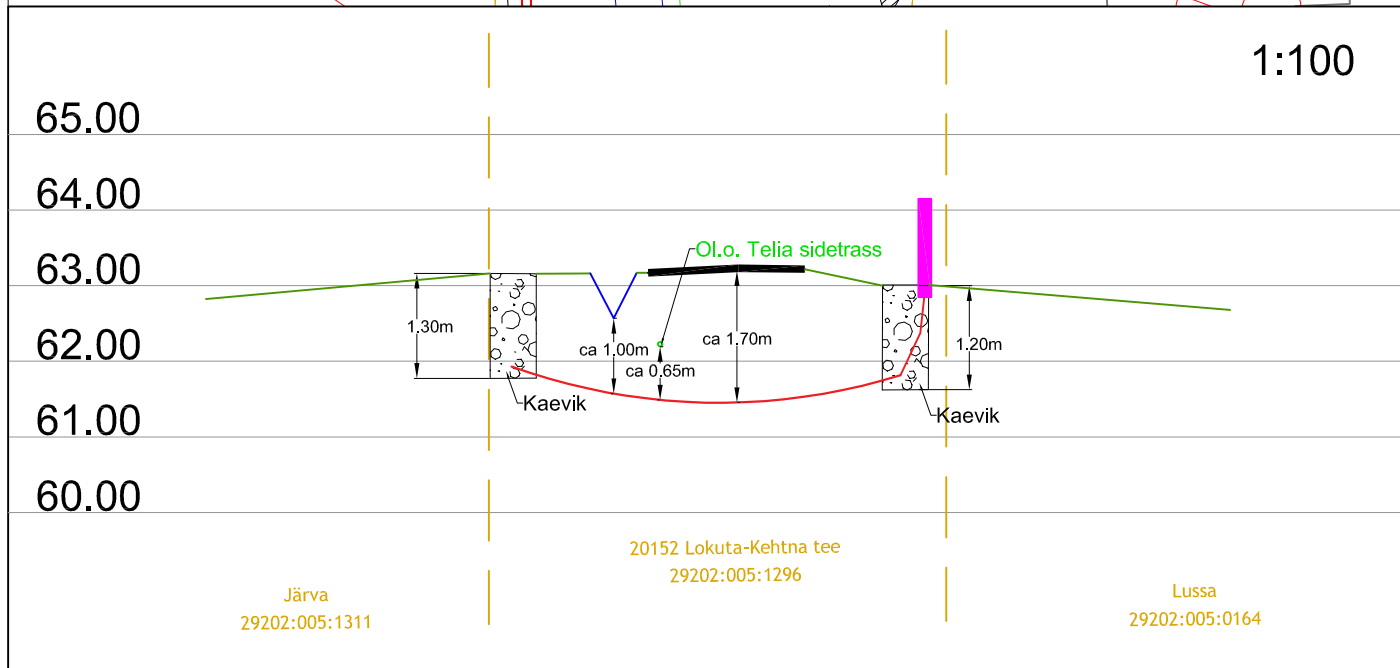 1:100
65.00
64.00
63.00
62.00
61.00
60.00
Ol.o. Telia sidetrass
1.30m
ca 1.00m
ca 0.65m
ca 1.70m
1.20m
Kaevik
Kaevik
20152 Lokuta-Kehtna tee
29202:005:1296
Järva
29202:005:1311
Lussa
29202:005:0164